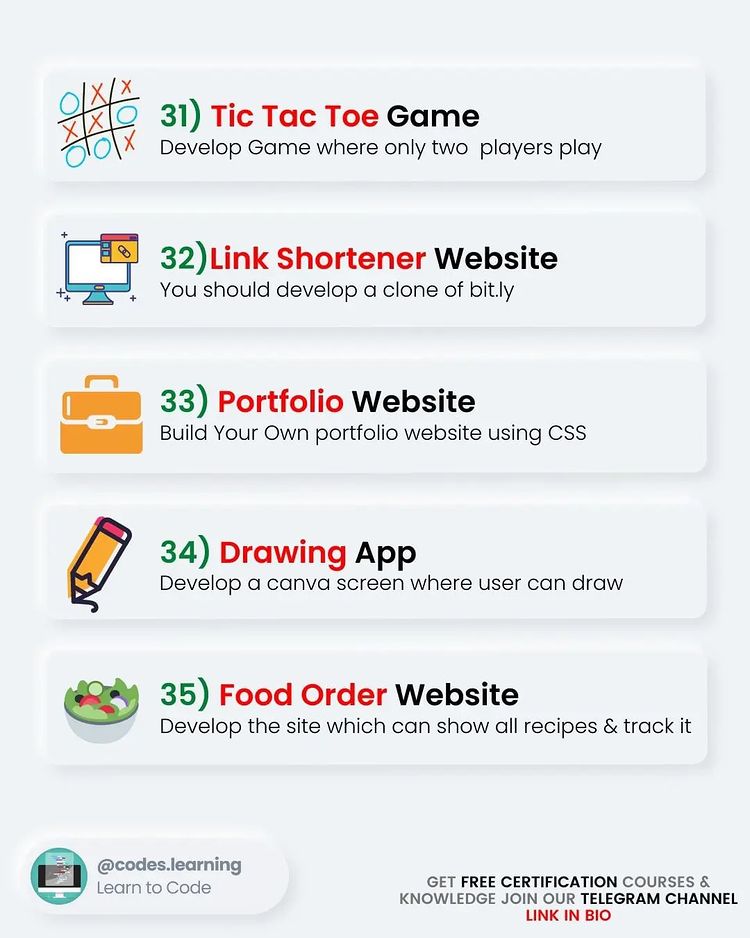 31) Tic Tac Toe Game
Develop Game where only two players play
32)Link Shortener Website
You should develop a clone of bit.ly
33) Portfolio Website
Build Your Own portfolio website using CSS
34) Drawing App
Develop a canva screen where user can draw
35) Food Order Website
Develop the site which can show all recipes & track it
@codes.learning
Learn to Code
GET FREE CERTIFICATION COURSES &
KNOWLEDGE JOIN OUR TELEGRAM CHANNEL
LINK IN BIO